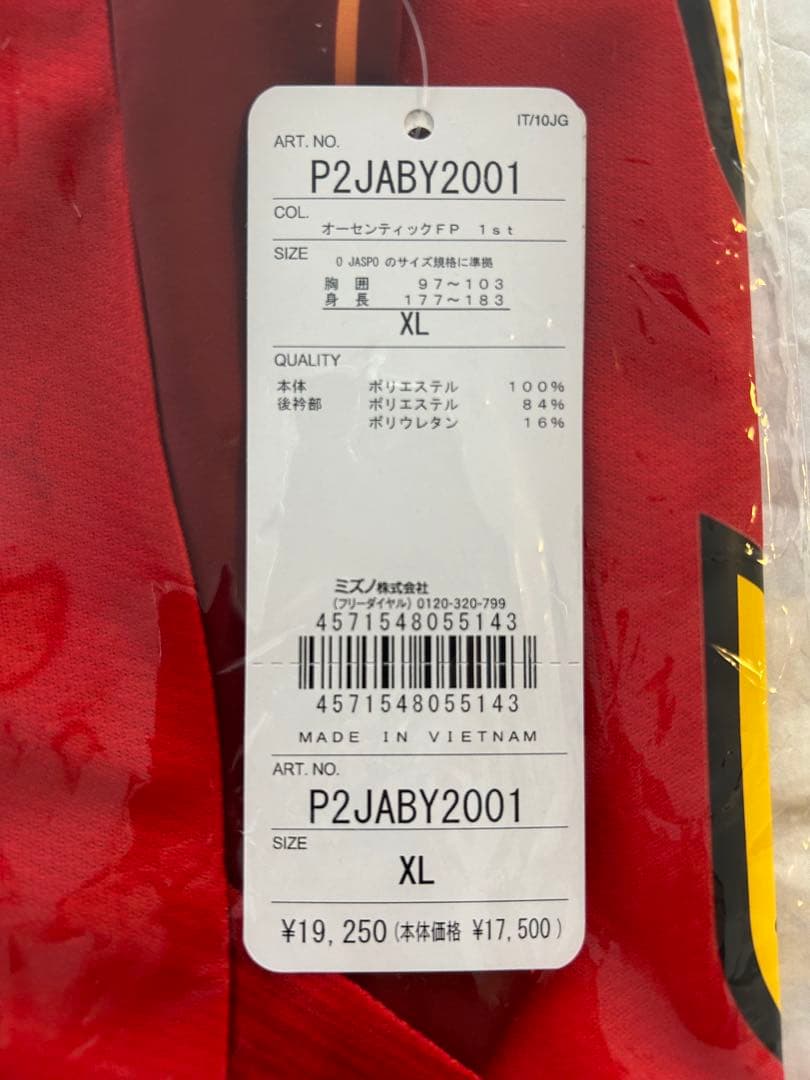 IT/10JG
ART. NO.
P2JABY2001
COL.
オーセンティックFP 1st
SIZE
O JASPO のサイズ規格に準拠
胸囲 97～103
身長 177～183
XL
QUALITY
本体 ポリエステル 100%
後衿部 ポリエステル 84%
ポリウレタン 16%
ミズノ株式会社
(フリーダイヤル) 0120-320-799
4571548055143
4571548055143
MADE IN VIETNAM
ART. NO.
P2JABY2001
SIZE
XL
¥19,250 (本体価格 ¥17,500)